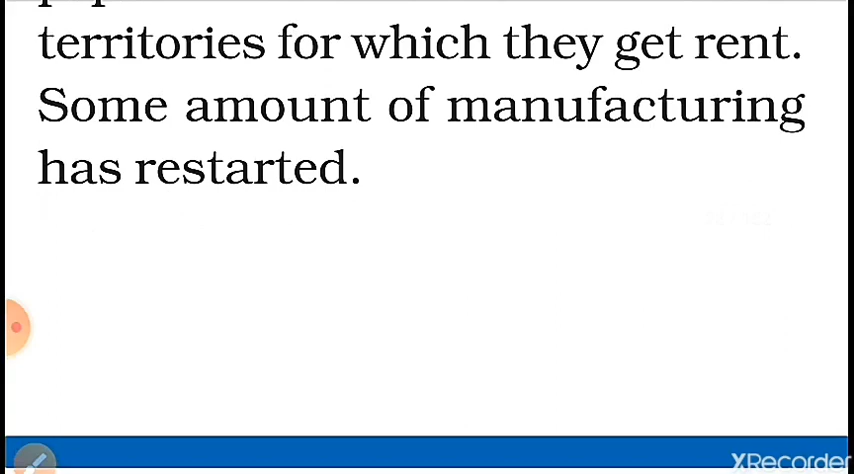 territories for which they get rent.
Some amount of manufacturing
has restarted.
XRecorder